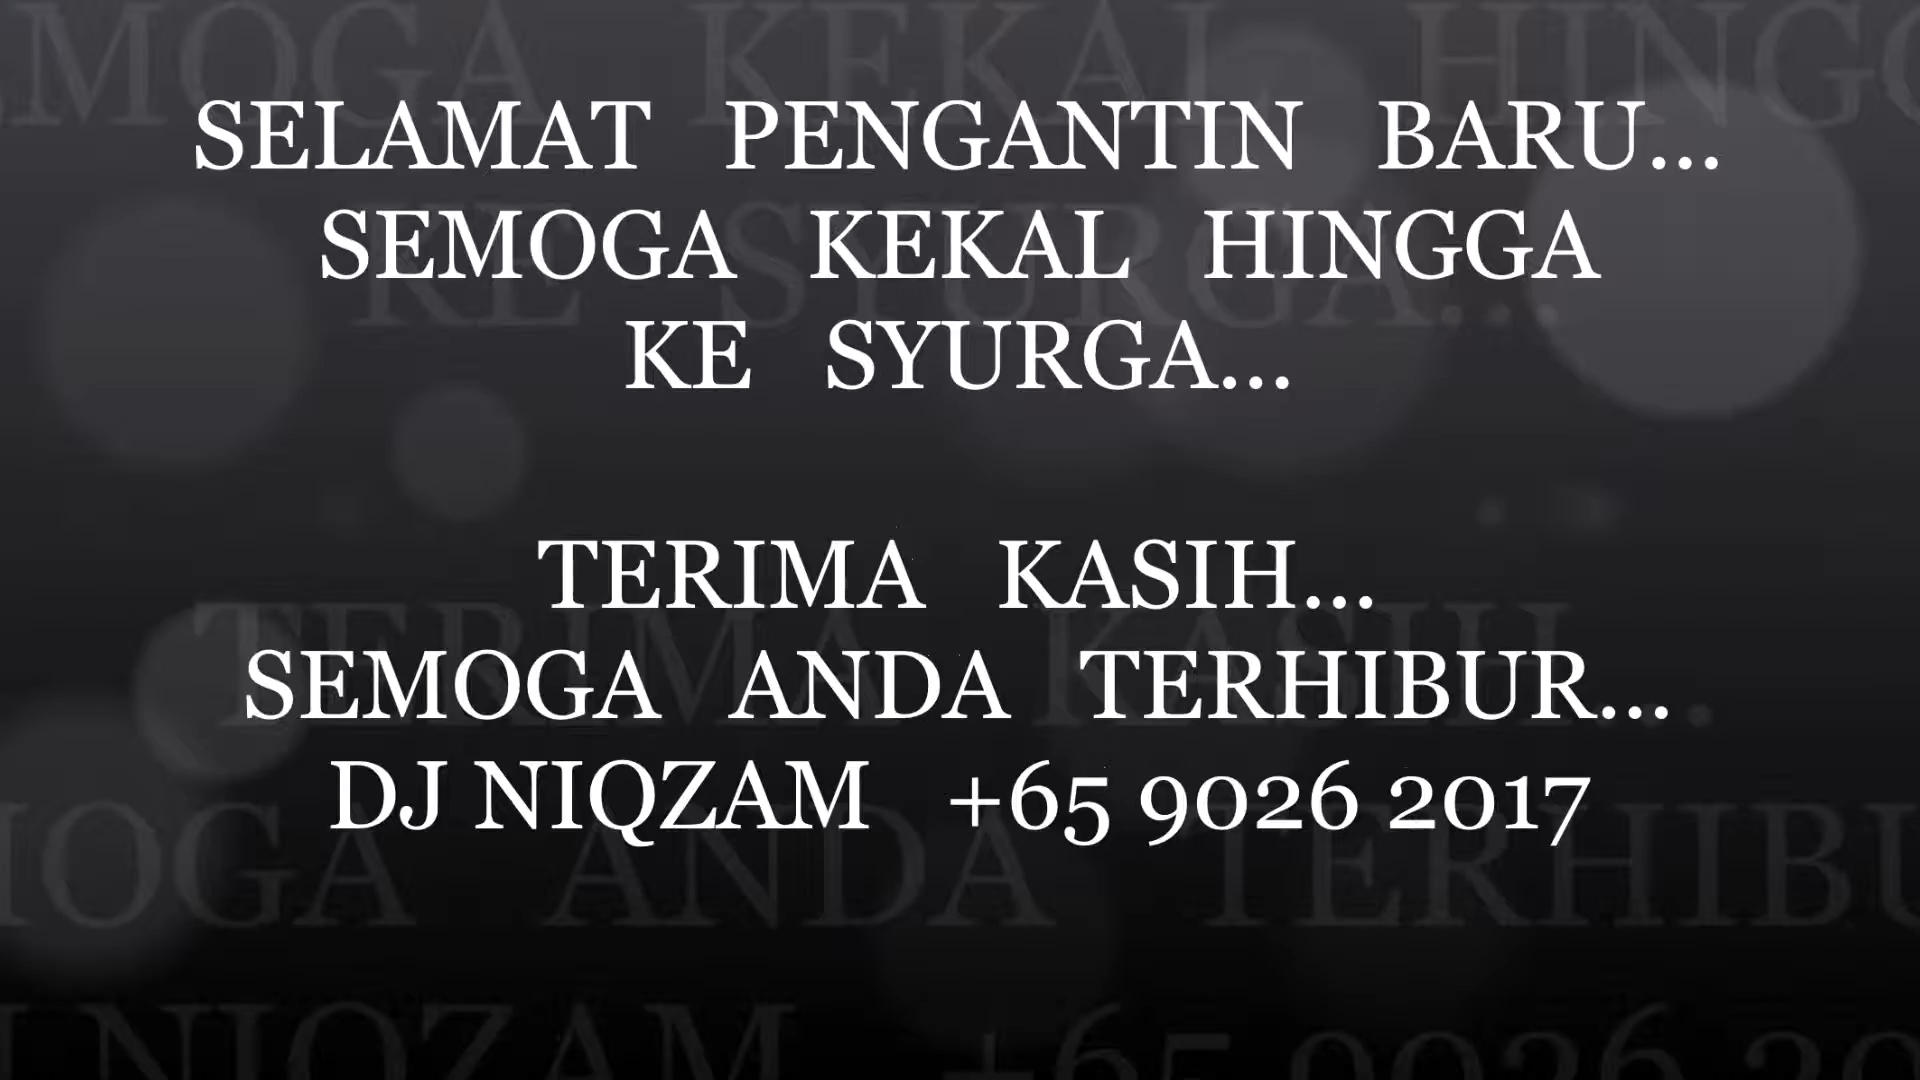 SELAMAT PENGANTIN BARU...
SEMOGA KEKAL HINGGA
KE SYURGA...
TERIMA KASIH...
SEMOGA ANDA TERHIBUR...
DJ NIQZAM +65 9026 2017